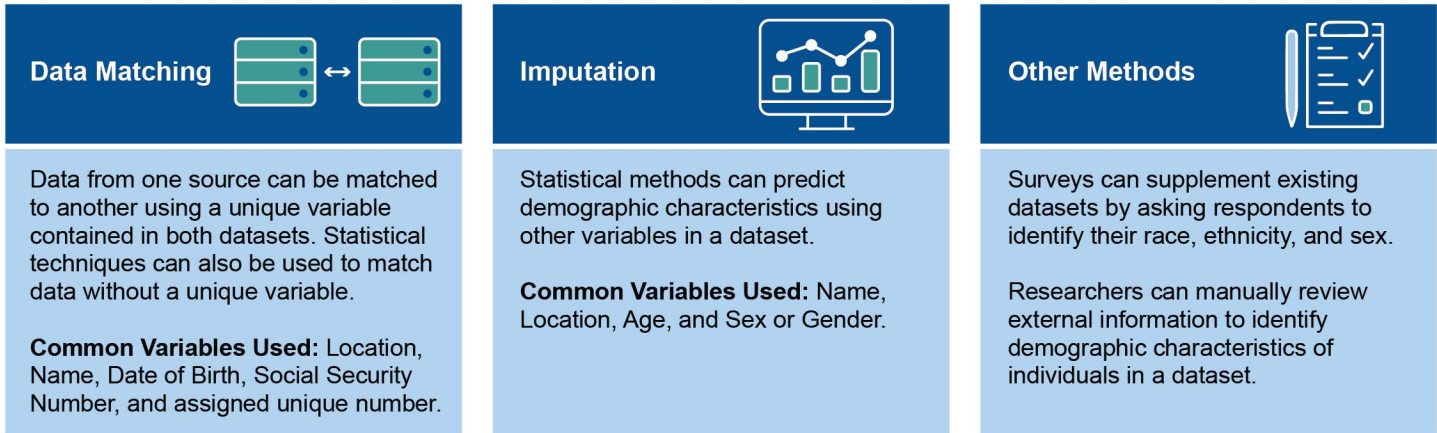 Data Matching
Data from one source can be matched
to another using a unique variable
contained in both datasets. Statistical
techniques can also be used to match
data without a unique variable.
Common Variables Used: Location,
Name, Date of Birth, Social Security
Number, and assigned unique number.
Imputation
Statistical methods can predict
demographic characteristics using
other variables in a dataset.
Common Variables Used: Name,
Location, Age, and Sex or Gender.
Other Methods
Surveys can supplement existing
datasets by asking respondents to
identify their race, ethnicity, and sex.
Researchers can manually review
external information to identify
demographic characteristics of
individuals in a dataset.